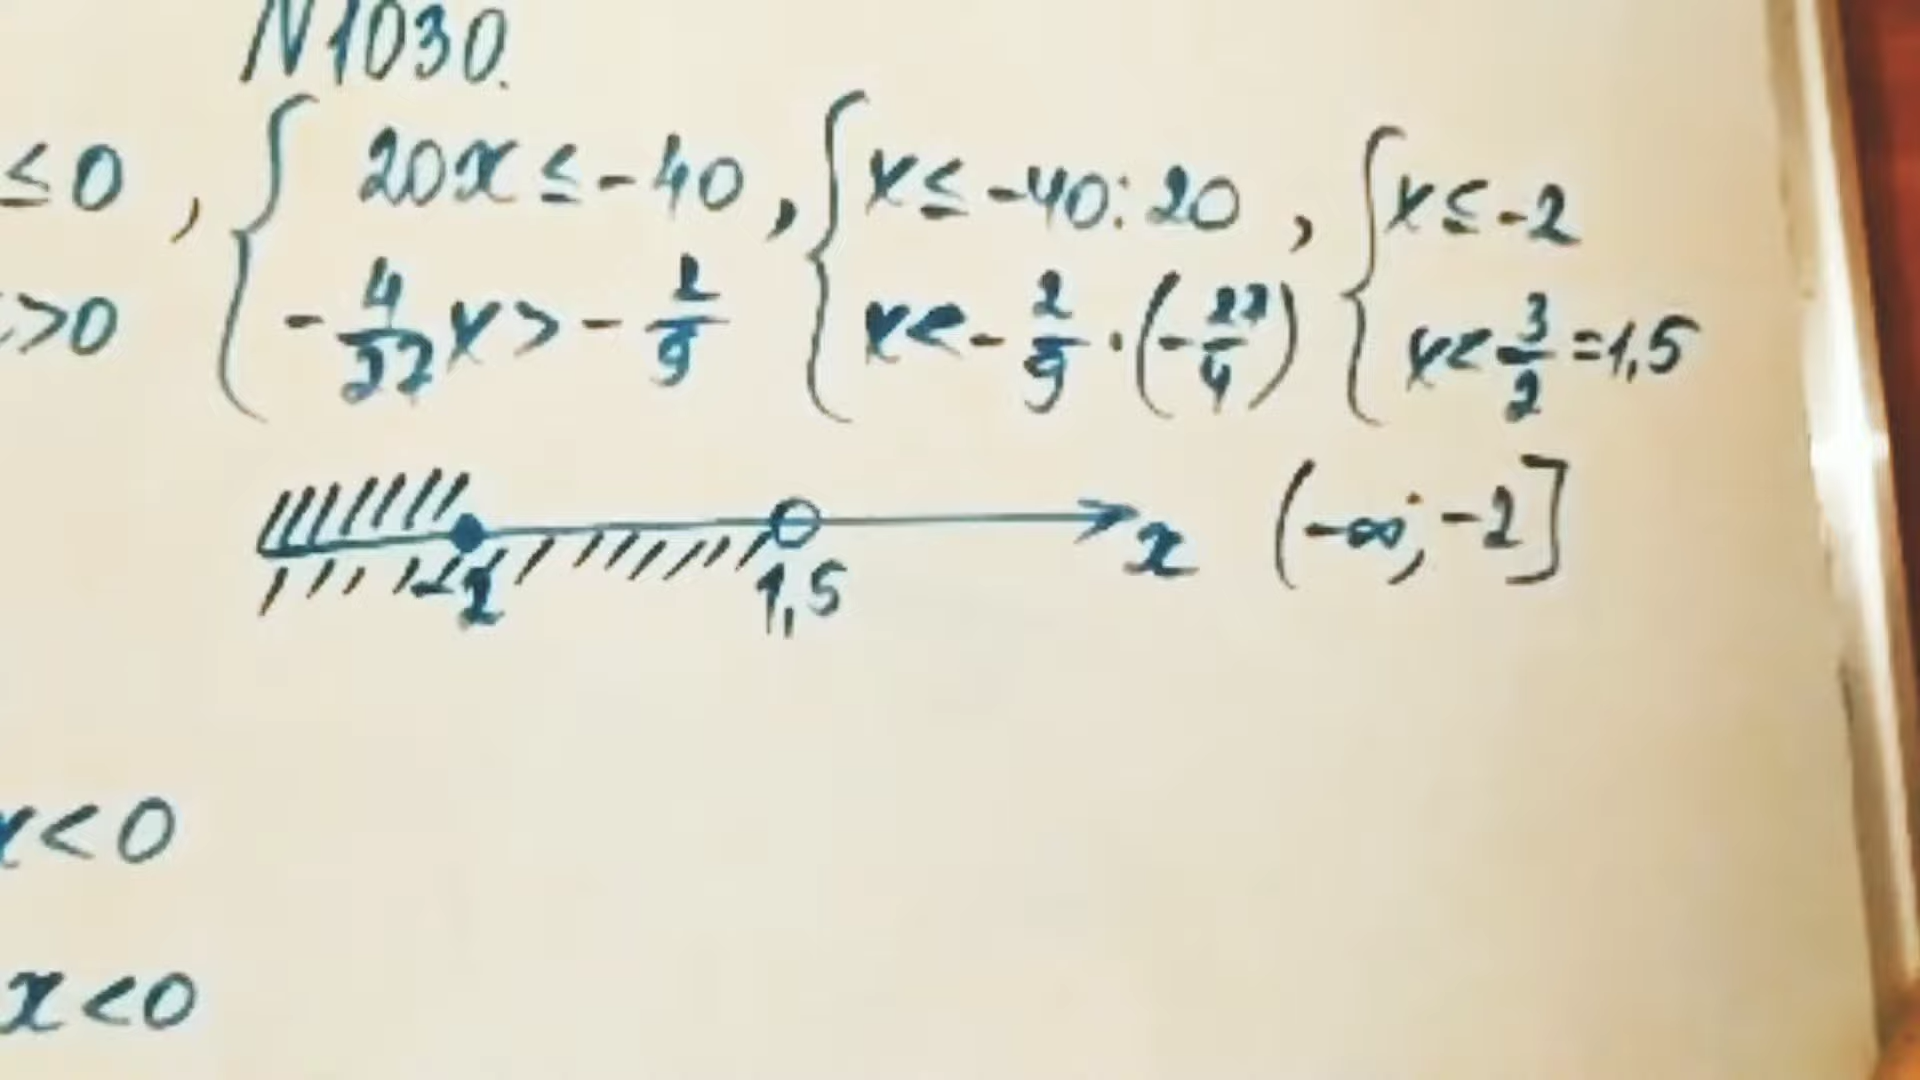 N1030.
≤0 , { 20x ≤ -40 , { x ≤ -40:20 , { x ≤ -2
>0 { -4/27 x > -2/9 { x < -2/9 · (-27/4) { x < 3/2 = 1,5
-2 1,5 x (-∞; -2]
x<0
x<0